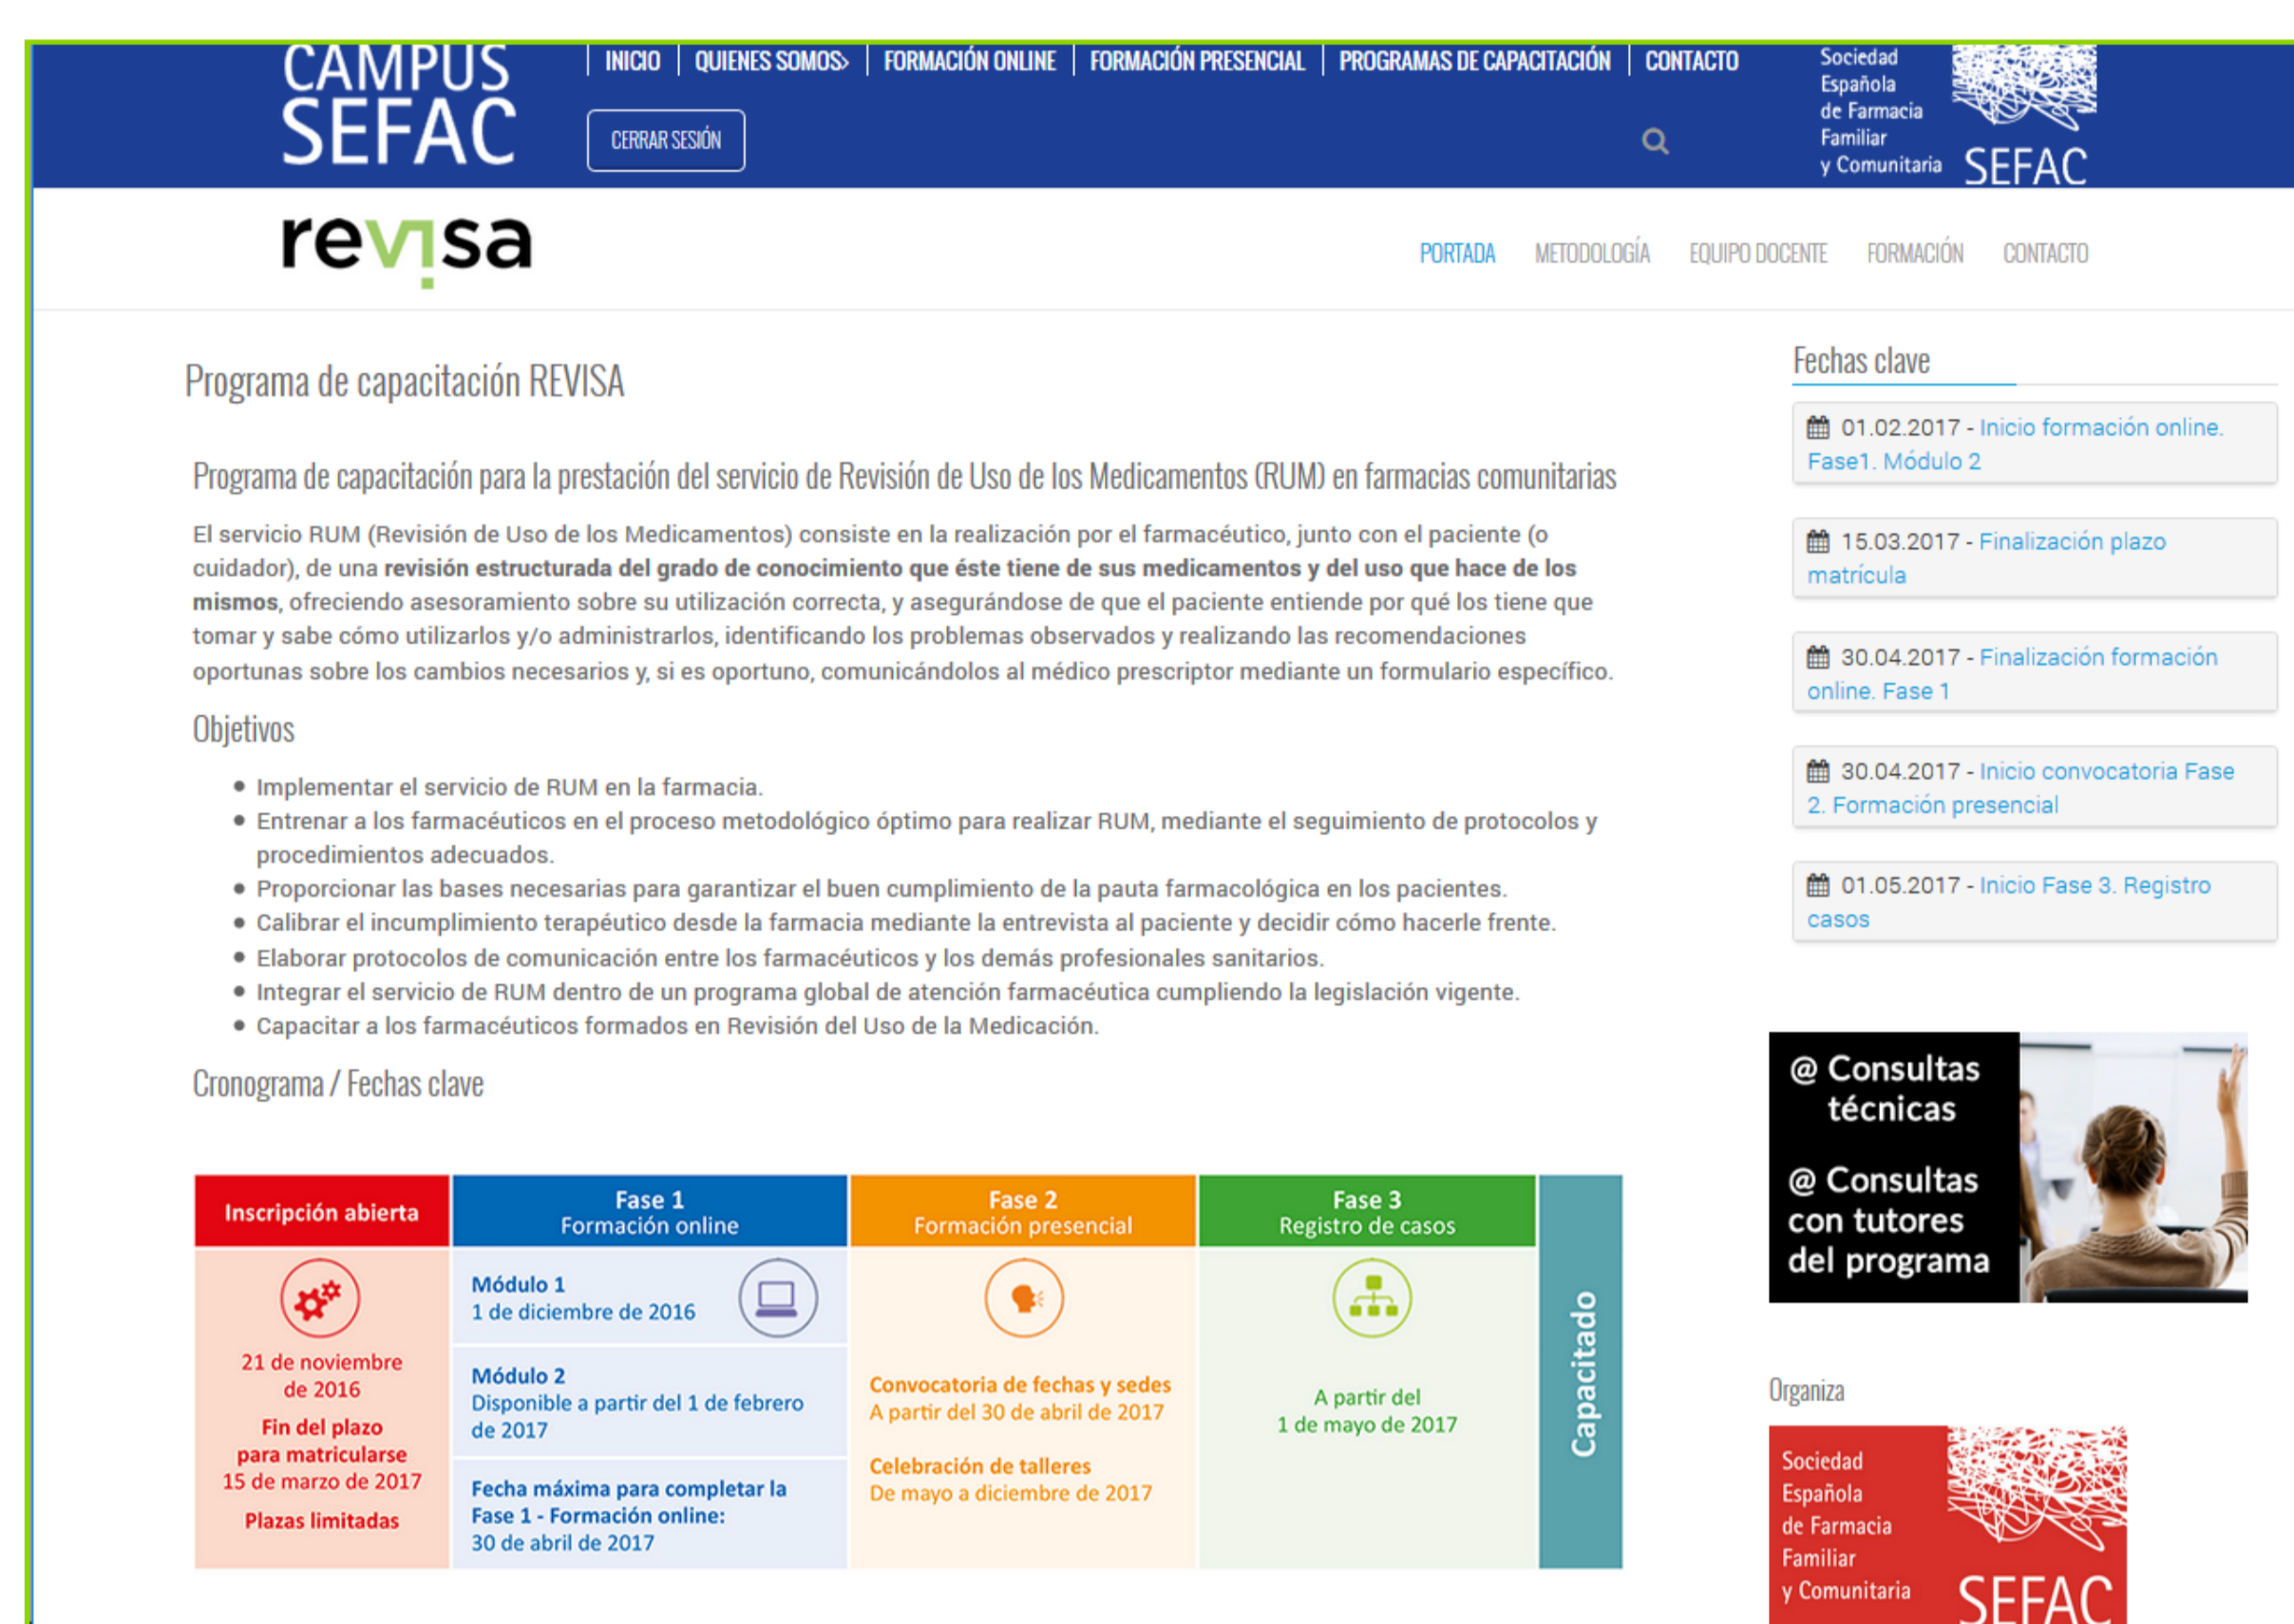 CAMPUS
SEFAC
INICIO
QUIENES SOMOS>
FORMACIÓN ONLINE
FORMACIÓN PRESENCIAL
PROGRAMAS DE CAPACITACIÓN
CONTACTO
CERRAR SESIÓN
Sociedad
Española
de Farmacia
Familiar
y Comunitaria
SEFAC
revisa
PORTADA
METODOLOGÍA
EQUIPO DOCENTE
FORMACIÓN
CONTACTO
Programa de capacitación REVISA
Programa de capacitación para la prestación del servicio de Revisión de Uso de los Medicamentos (RUM) en farmacias comunitarias
El servicio RUM (Revisión de Uso de los Medicamentos) consiste en la realización por el farmacéutico, junto con el paciente (o
cuidador), de una revisión estructurada del grado de conocimiento que éste tiene de sus medicamentos y del uso que hace de los
mismos, ofreciendo asesoramiento sobre su utilización correcta, y asegurándose de que el paciente entiende por qué los tiene que
tomar y sabe cómo utilizarlos y/o administrarlos, identificando los problemas observados y realizando las recomendaciones
oportunas sobre los cambios necesarios y, si es oportuno, comunicándolos al médico prescriptor mediante un formulario específico.
Objetivos
• Implementar el servicio de RUM en la farmacia.
• Entrenar a los farmacéuticos en el proceso metodológico óptimo para realizar RUM, mediante el seguimiento de protocolos y
procedimientos adecuados.
• Proporcionar las bases necesarias para garantizar el buen cumplimiento de la pauta farmacológica en los pacientes.
• Calibrar el incumplimiento terapéutico desde la farmacia mediante la entrevista al paciente y decidir cómo hacerle frente.
• Elaborar protocolos de comunicación entre los farmacéuticos y los demás profesionales sanitarios.
• Integrar el servicio de RUM dentro de un programa global de atención farmacéutica cumpliendo la legislación vigente.
• Capacitar a los farmacéuticos formados en Revisión del Uso de la Medicación.
Cronograma / Fechas clave
Inscripción abierta
21 de noviembre
de 2016
Fin del plazo
para matricularse
15 de marzo de 2017
Plazas limitadas
Fase 1
Formación online
Módulo 1
1 de diciembre de 2016
Módulo 2
Disponible a partir del 1 de febrero
de 2017
Fecha máxima para completar la
Fase 1 - Formación online:
30 de abril de 2017
Fase 2
Formación presencial
Convocatoria de fechas y sedes
A partir del 30 de abril de 2017
Celebración de talleres
De mayo a diciembre de 2017
Fase 3
Registro de casos
A partir del
1 de mayo de 2017
Capacitado
Fechas clave
01.02.2017 - Inicio formación online.
Fase1. Módulo 2
15.03.2017 - Finalización plazo
matrícula
30.04.2017 - Finalización formación
online. Fase 1
30.04.2017 - Inicio convocatoria Fase
2. Formación presencial
01.05.2017 - Inicio Fase 3. Registro
casos
@ Consultas
técnicas
@ Consultas
con tutores
del programa
Organiza
Sociedad
Española
de Farmacia
Familiar
y Comunitaria
SEFAC